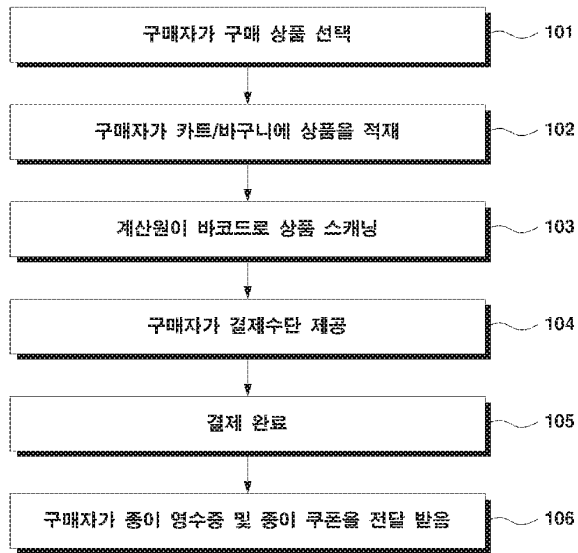 구매자가 구매 상품 선택 101
구매자가 카트/바구니에 상품을 적재 102
계산원이 바코드로 상품 스캐닝 103
구매자가 결제수단 제공 104
결제 완료 105
구매자가 종이 영수증 및 종이 쿠폰을 전달 받음 106